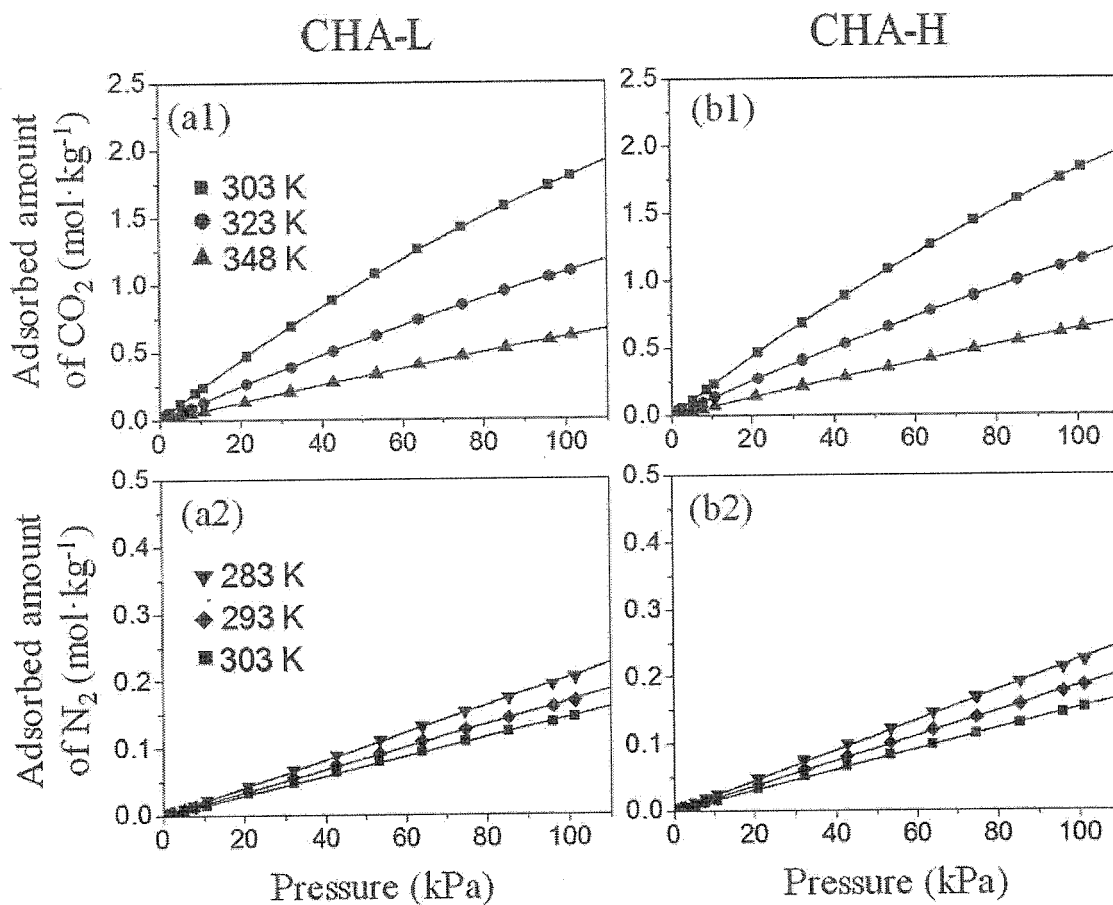 CHA-L
CHA-H
Adsorbed amount
of CO₂ (mol·kg⁻¹)
2.5
2.0
1.5
1.0
0.5
0.0
(a1)
■ 303 K
● 323 K
▲ 348 K
0 20 40 60 80 100
2.5
2.0
1.5
1.0
0.5
0.0
(b1)
0 20 40 60 80 100
Adsorbed amount
of N₂ (mol·kg⁻¹)
0.5
0.4
0.3
0.2
0.1
0.0
(a2)
▼ 283 K
◆ 293 K
■ 303 K
0 20 40 60 80 100
Pressure (kPa)
0.5
0.4
0.3
0.2
0.1
0.0
(b2)
0 20 40 60 80 100
Pressure (kPa)